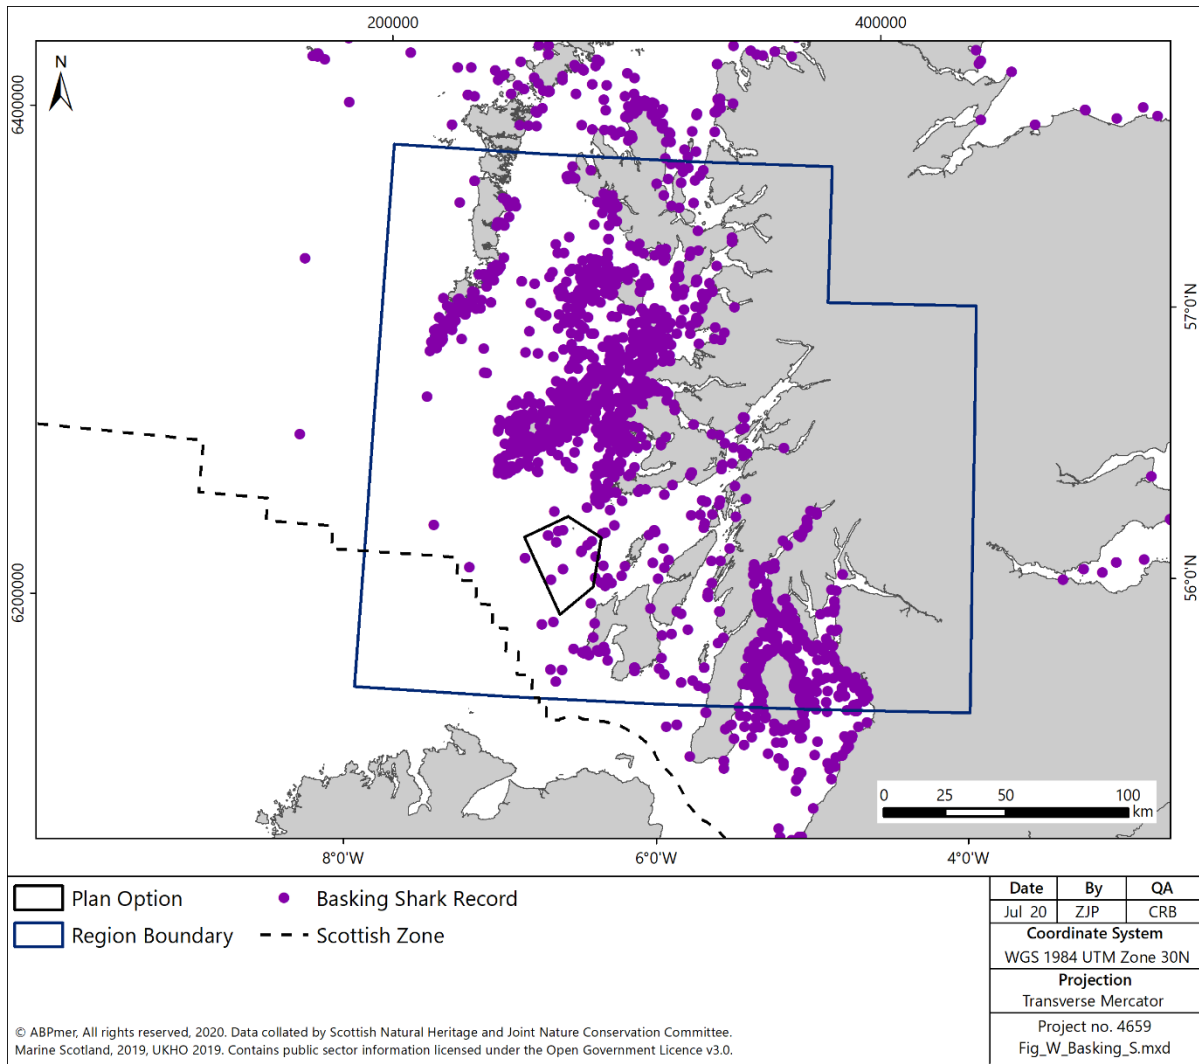 200000
400000
N
6400000
57°0'N
6200000
56°0'N
0 25 50 100
km
8°0'W
6°0'W
4°0'W
Plan Option
Basking Shark Record
Region Boundary
Scottish Zone
Date By QA
Jul 20 ZJP CRB
Coordinate System
WGS 1984 UTM Zone 30N
Projection
Transverse Mercator
Project no. 4659
Fig_W_Basking_S.mxd
© ABPmer, All rights reserved, 2020. Data collated by Scottish Natural Heritage and Joint Nature Conservation Committee.
Marine Scotland, 2019, UKHO 2019. Contains public sector information licensed under the Open Government Licence v3.0.